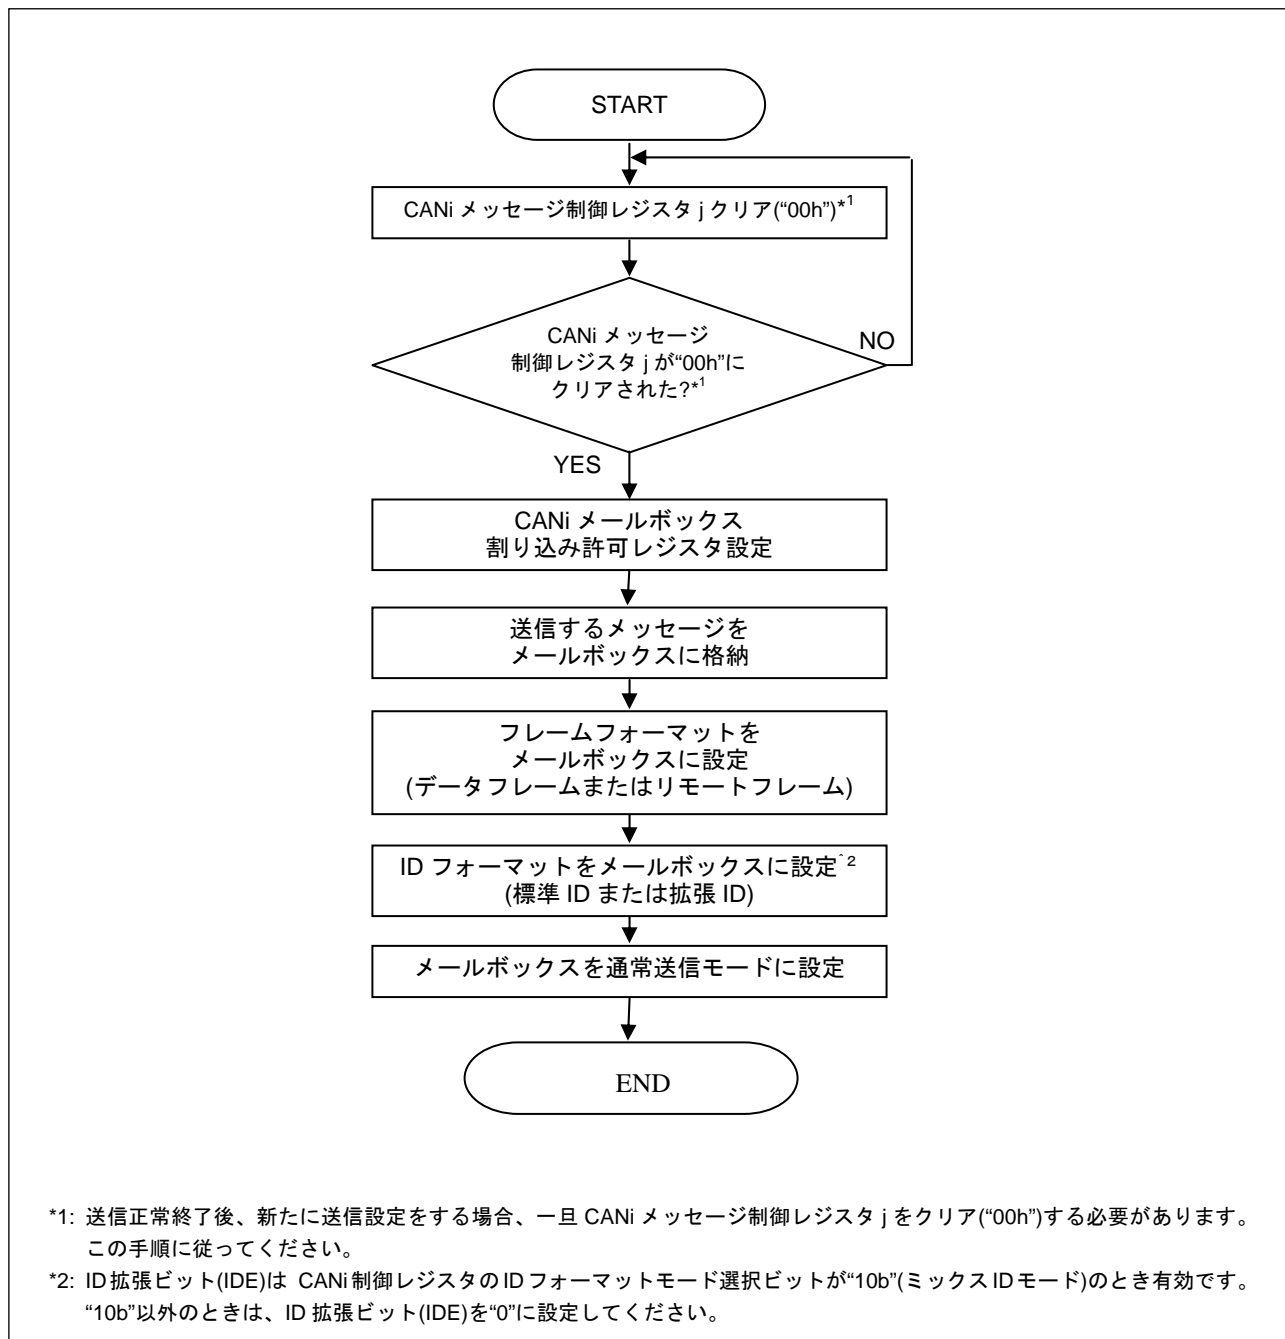 START
CANi メッセージ制御レジスタ j クリア(“00h”)*1
CANi メッセージ
制御レジスタ j が“00h”に
クリアされた?*1
NO
YES
CANi メールボックス
割り込み許可レジスタ設定
送信するメッセージを
メールボックスに格納
フレームフォーマットを
メールボックスに設定
(データフレームまたはリモートフレーム)
ID フォーマットをメールボックスに設定*2
(標準 ID または拡張 ID)
メールボックスを通常送信モードに設定
END
*1: 送信正常終了後、新たに送信設定をする場合、一旦 CANi メッセージ制御レジスタ j をクリア(“00h”)する必要があります。
この手順に従ってください。
*2: ID 拡張ビット(IDE)は CANi 制御レジスタの ID フォーマットモード選択ビットが“10b”(ミックス ID モード)のとき有効です。
“10b”以外のときは、ID 拡張ビット(IDE)を“0”に設定してください。